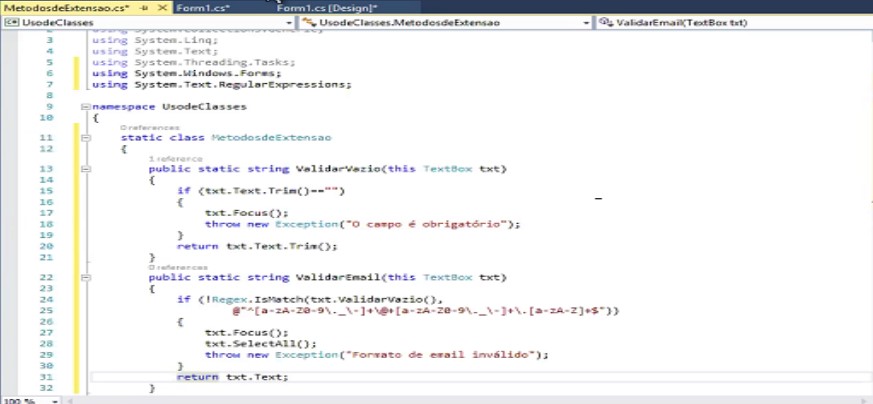 MetodosdeExtensao.cs* Form1.cs* Form1.cs [Design]*
UsodeClasses UsodeClasses.MetodosdeExtensao ValidarEmail(TextBox txt)
2 using System.Collections.Generic;
3 using System.Linq;
4 using System.Text;
5 using System.Threading.Tasks;
6 using System.Windows.Forms;
7 using System.Text.RegularExpressions;
8
9 namespace UsodeClasses
10 {
0 references
11 static class MetodosdeExtensao
12 {
1 reference
13 public static string ValidarVazio(this TextBox txt)
14 {
15 if (txt.Text.Trim()=="")
16 {
17 txt.Focus();
18 throw new Exception("O campo é obrigatório");
19 }
20 return txt.Text.Trim();
21 }
0 references
22 public static string ValidarEmail(this TextBox txt)
23 {
24 if (!Regex.IsMatch(txt.ValidarVazio(),
25 @"^[a-zA-Z0-9\._\-]+\@+[a-zA-Z0-9\._\-]+\.[a-zA-Z]+$"))
26 {
27 txt.Focus();
28 txt.SelectAll();
29 throw new Exception("Formato de email inválido");
30 }
31 return txt.Text;
32 }
100 %